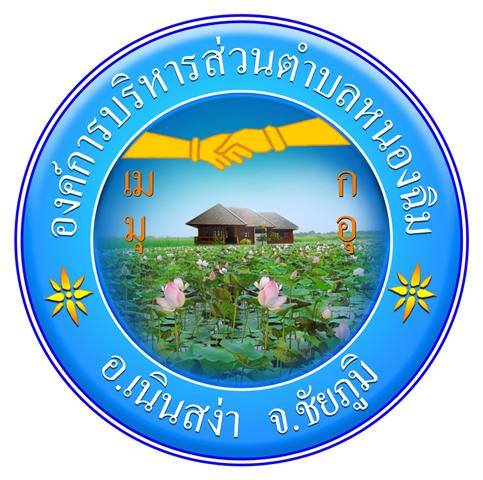 องค์การบริหารส่วนตำบลหนองฉิม
เม ก
มุ อุ
อ.เนินสง่า จ.ชัยภูมิ